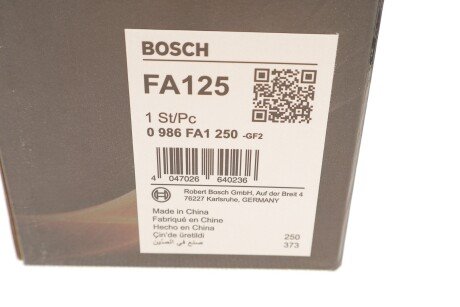 BOSCH
FA125
1 St/Pc
0 986 FA1 250 -GF2
4 047026 640236
Robert Bosch GmbH, Auf der Breit 4
76227 Karlsruhe, GERMANY
Made in China
Fabriqué en Chine
Hecho en China
Çin'de üretildi
صنع في الصين
250
373